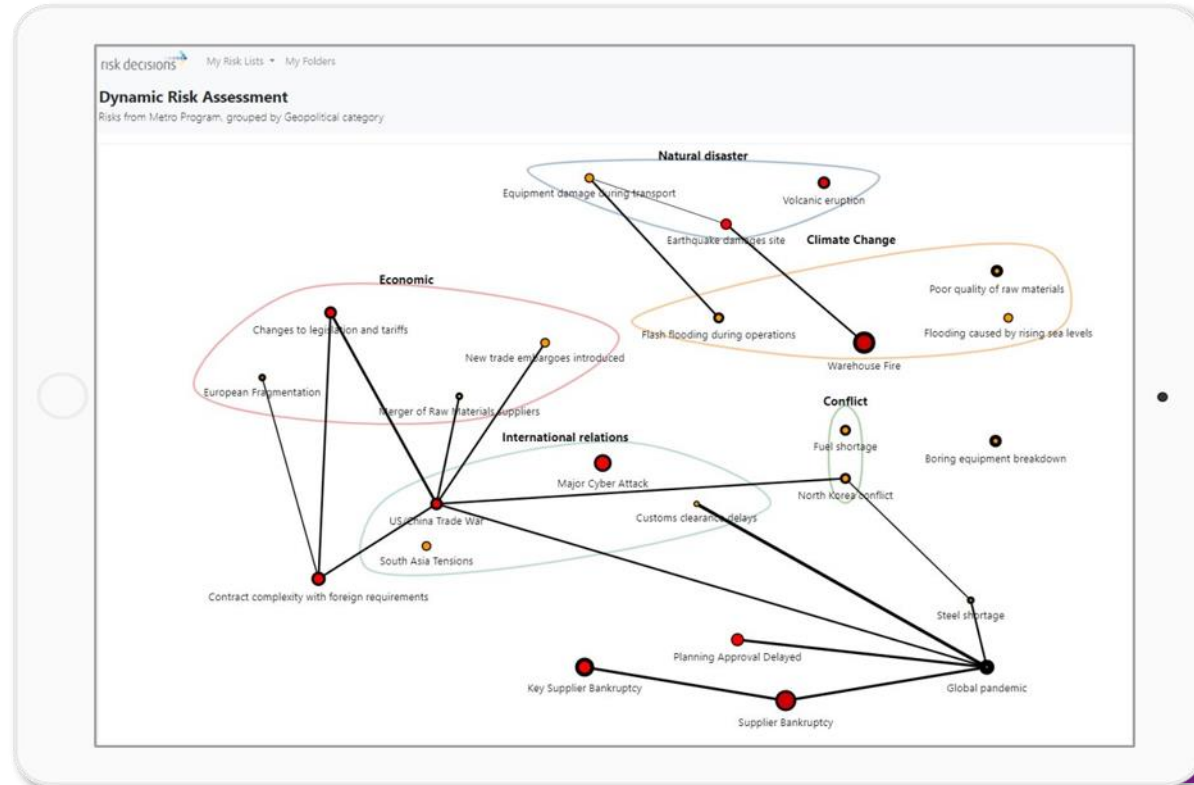 risk decisions
My Risk Lists
My Folders
Dynamic Risk Assessment
Risks from Metro Program, grouped by Geopolitical category
Natural disaster
Equipment damage during transport
Volcanic eruption
Earthquake damages site
Climate Change
Economic
Poor quality of raw materials
Changes to legislation and tariffs
Flash flooding during operations
Flooding caused by rising sea levels
New trade embargoes introduced
Warehouse Fire
European Fragmentation
Merger of Raw Materials suppliers
Conflict
International relations
Fuel shortage
Boring equipment breakdown
Major Cyber Attack
North Korea conflict
US/China Trade War
Customs clearance delays
South Asia Tensions
Contract complexity with foreign requirements
Steel shortage
Planning Approval Delayed
Key Supplier Bankruptcy
Global pandemic
Supplier Bankruptcy